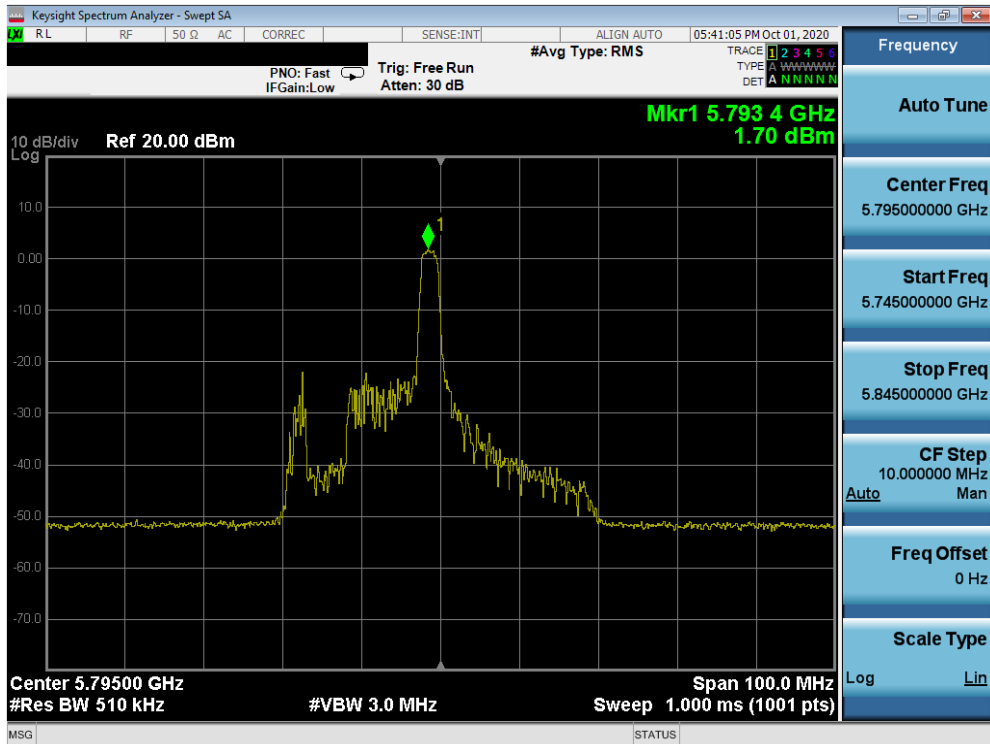 Keysight Spectrum Analyzer - Swept SA
LXI RL RF 50 Ω AC CORREC SENSE:INT ALIGN AUTO 05:41:05 PM Oct 01, 2020
#Avg Type: RMS TRACE 1 2 3 4 5 6
PNO: Fast Trig: Free Run TYPE A WWWWW
IFGain:Low Atten: 30 dB DET A N N N N N
Mkr1 5.793 4 GHz
1.70 dBm
10 dB/div Ref 20.00 dBm
Log
1
10.0
0.00
-10.0
-20.0
-30.0
-40.0
-50.0
-60.0
-70.0
Center 5.79500 GHz Span 100.0 MHz
#Res BW 510 kHz #VBW 3.0 MHz Sweep 1.000 ms (1001 pts)
MSG STATUS
Frequency
Auto Tune
Center Freq
5.795000000 GHz
Start Freq
5.745000000 GHz
Stop Freq
5.845000000 GHz
CF Step
10.000000 MHz
Auto Man
Freq Offset
0 Hz
Scale Type
Log Lin